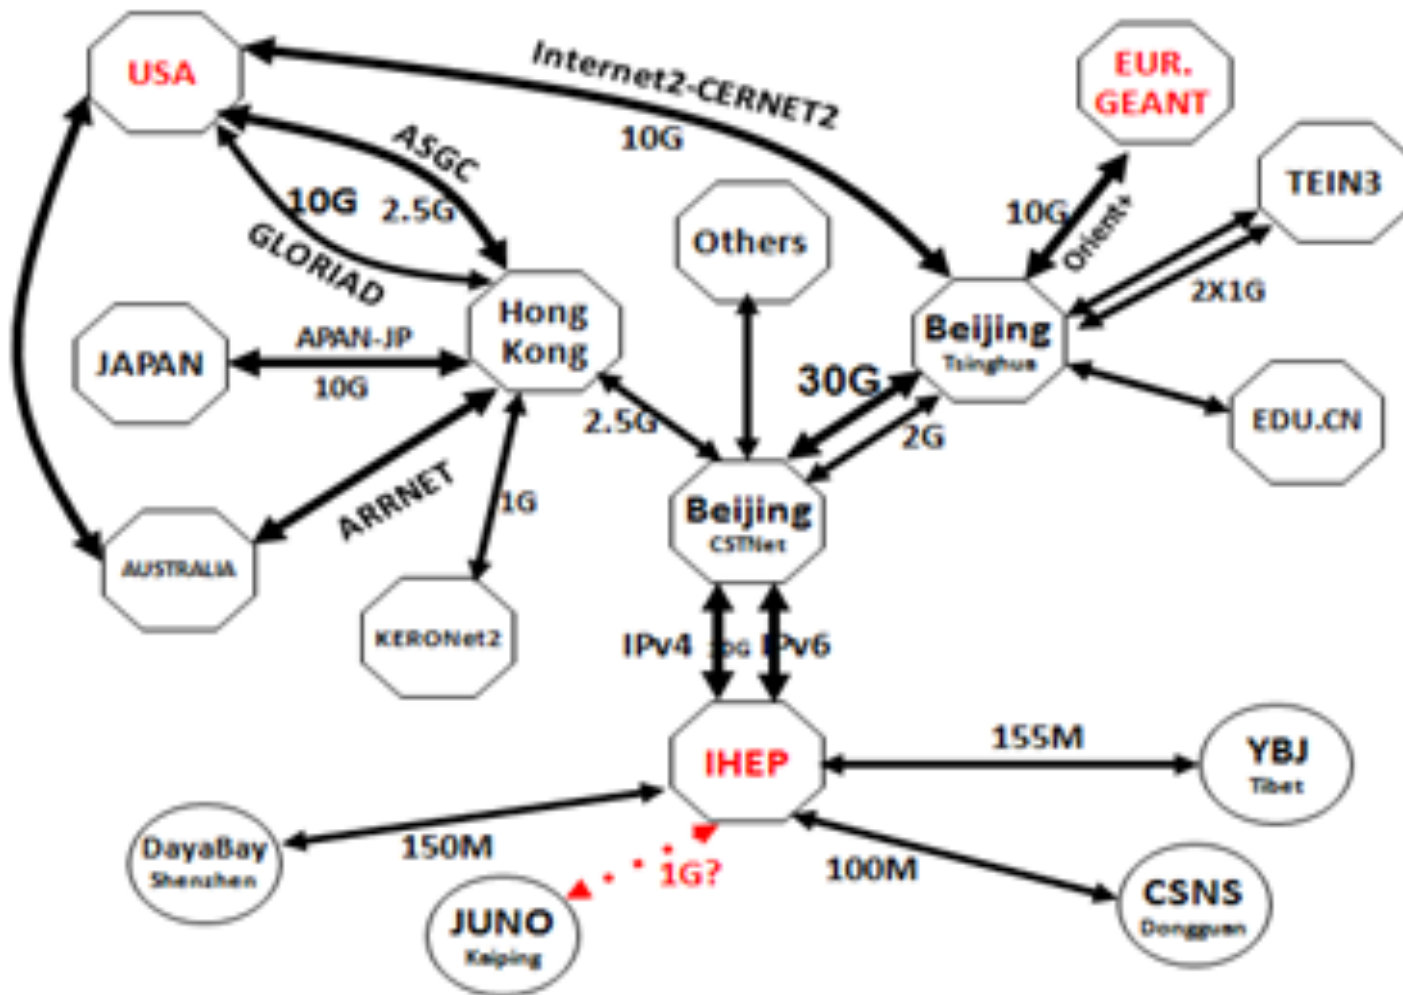 USA
Internet2-CERNET2
10G
EUR.
GEANT
ASGC
10G
2.5G
GLORIAD
Others
10G
Orient+
TEIN3
2X1G
Hong
Kong
Beijing
Tsinghua
JAPAN
APAN-JP
10G
30G
2.5G
2G
EDU.CN
ARRNET
1G
Beijing
CSTNet
AUSTRALIA
KERONet2
IPv4
IPv6
IHEP
155M
YBJ
Tibet
DayaBay
Shenzhen
150M
1G?
100M
JUNO
Kaiping
CSNS
Dongguan